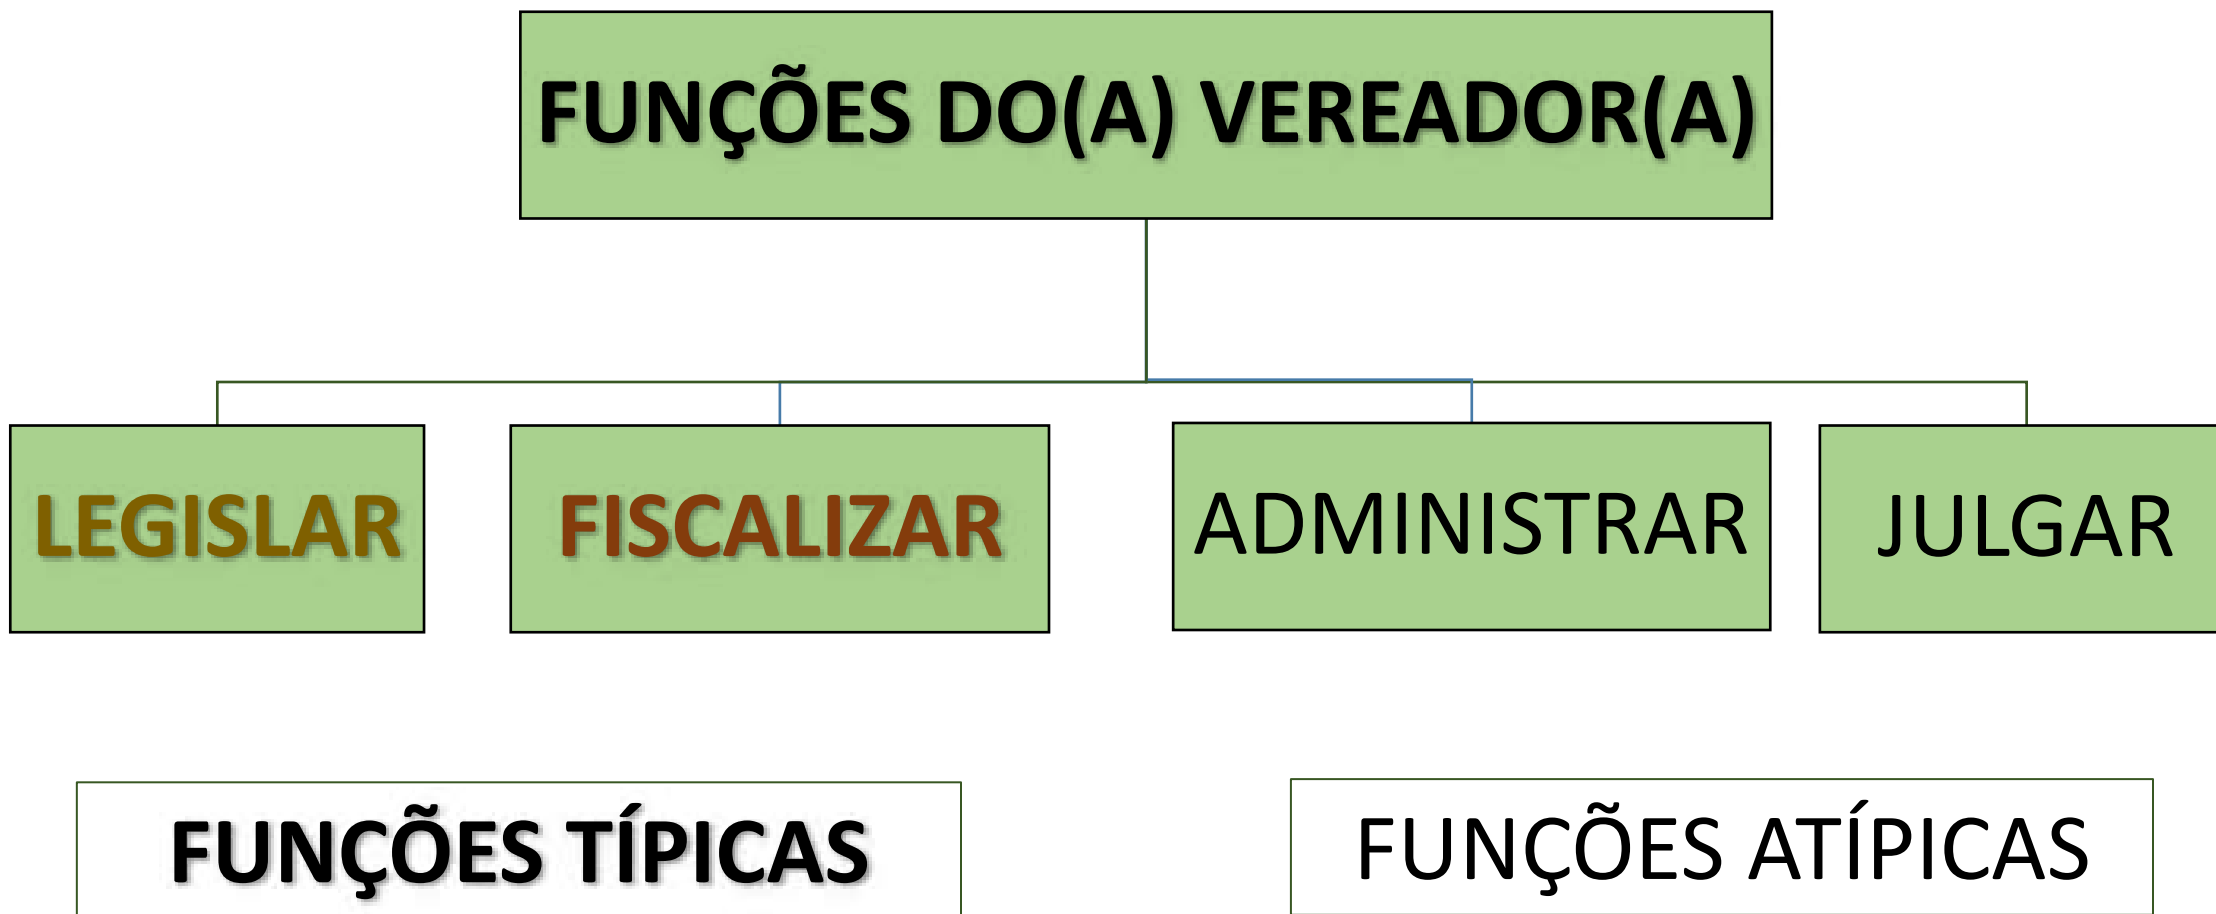 FUNÇÕES DO(A) VEREADOR(A)
LEGISLAR
FISCALIZAR
ADMINISTRAR
JULGAR
FUNÇÕES TÍPICAS
FUNÇÕES ATÍPICAS